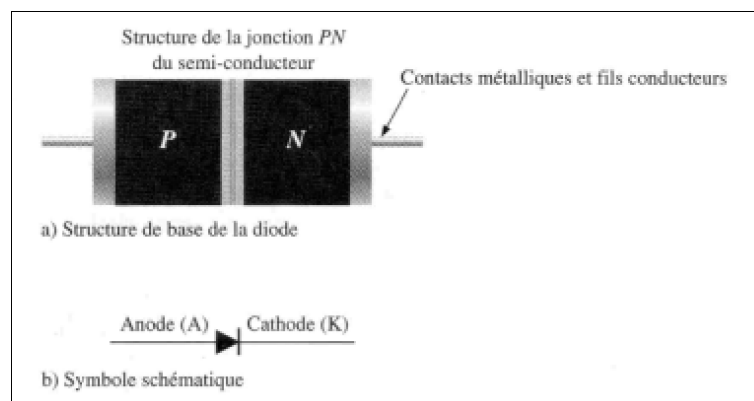 Structure de la jonction PN
du semi-conducteur
Contacts métalliques et fils conducteurs
P
N
a) Structure de base de la diode
Anode (A)
Cathode (K)
b) Symbole schématique